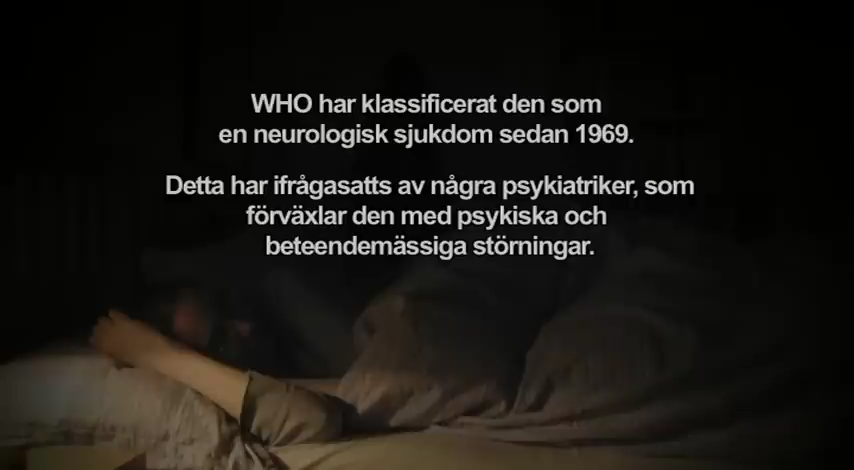 WHO har klassificerat den som
en neurologisk sjukdom sedan 1969.
Detta har ifrågasatts av några psykiatriker, som
förväxlar den med psykiska och
beteendemässiga störningar.